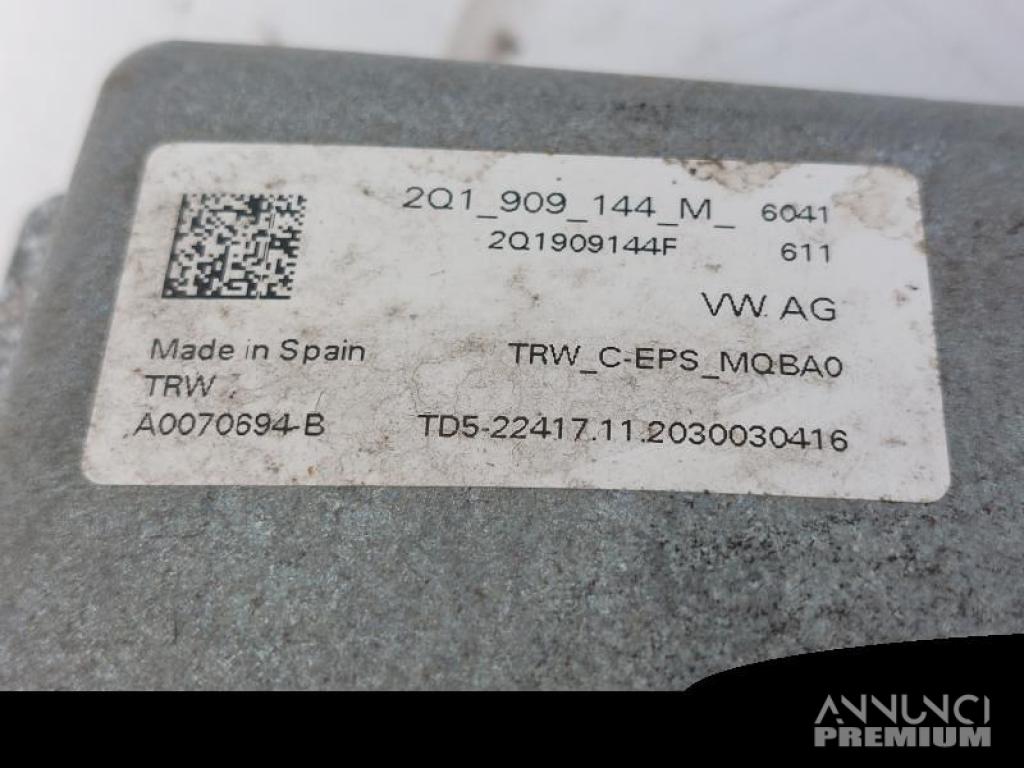 2Q1_909_144_M_ 6041
2Q1909144F 611
VW. AG
Made in Spain TRW_C-EPS_MQBA0
TRW
A0070694-B TD5-22417.11.2030030416
ANNUNCI
PREMIUM